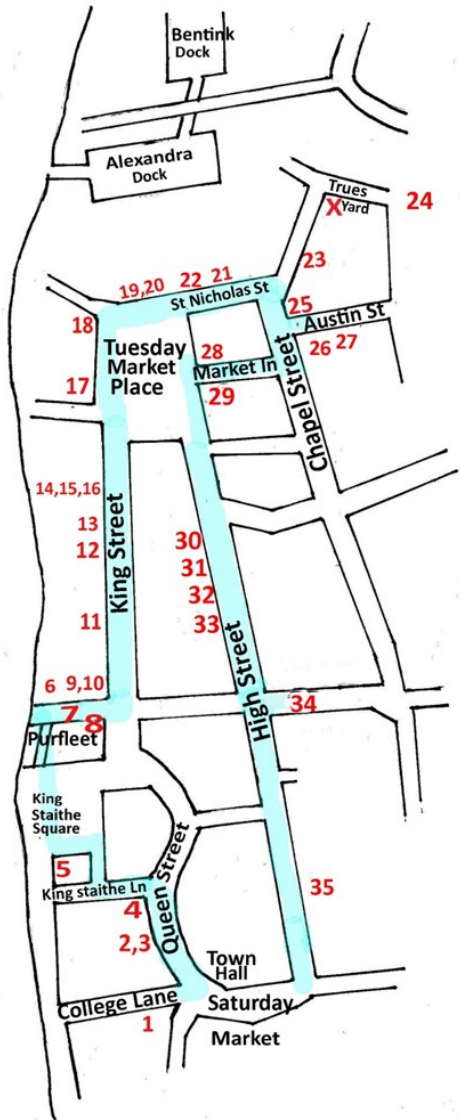 Bentink
Dock
Alexandra
Dock
Trues
X Yard
24
23
22 21
19,20
St Nicholas St
25
Austin St
18
26 27
Tuesday
Market
Place
28
Market ln
17
29
Chapel Street
14,15,16
13
12
King Street
30
31
32
33
11
6 9,10
7
8
34
High Street
Purfleet
King
Staithe
Square
5
King staithe Ln
4
2,3
Queen Street
35
Town
Hall
College Lane
Saturday
1
Market